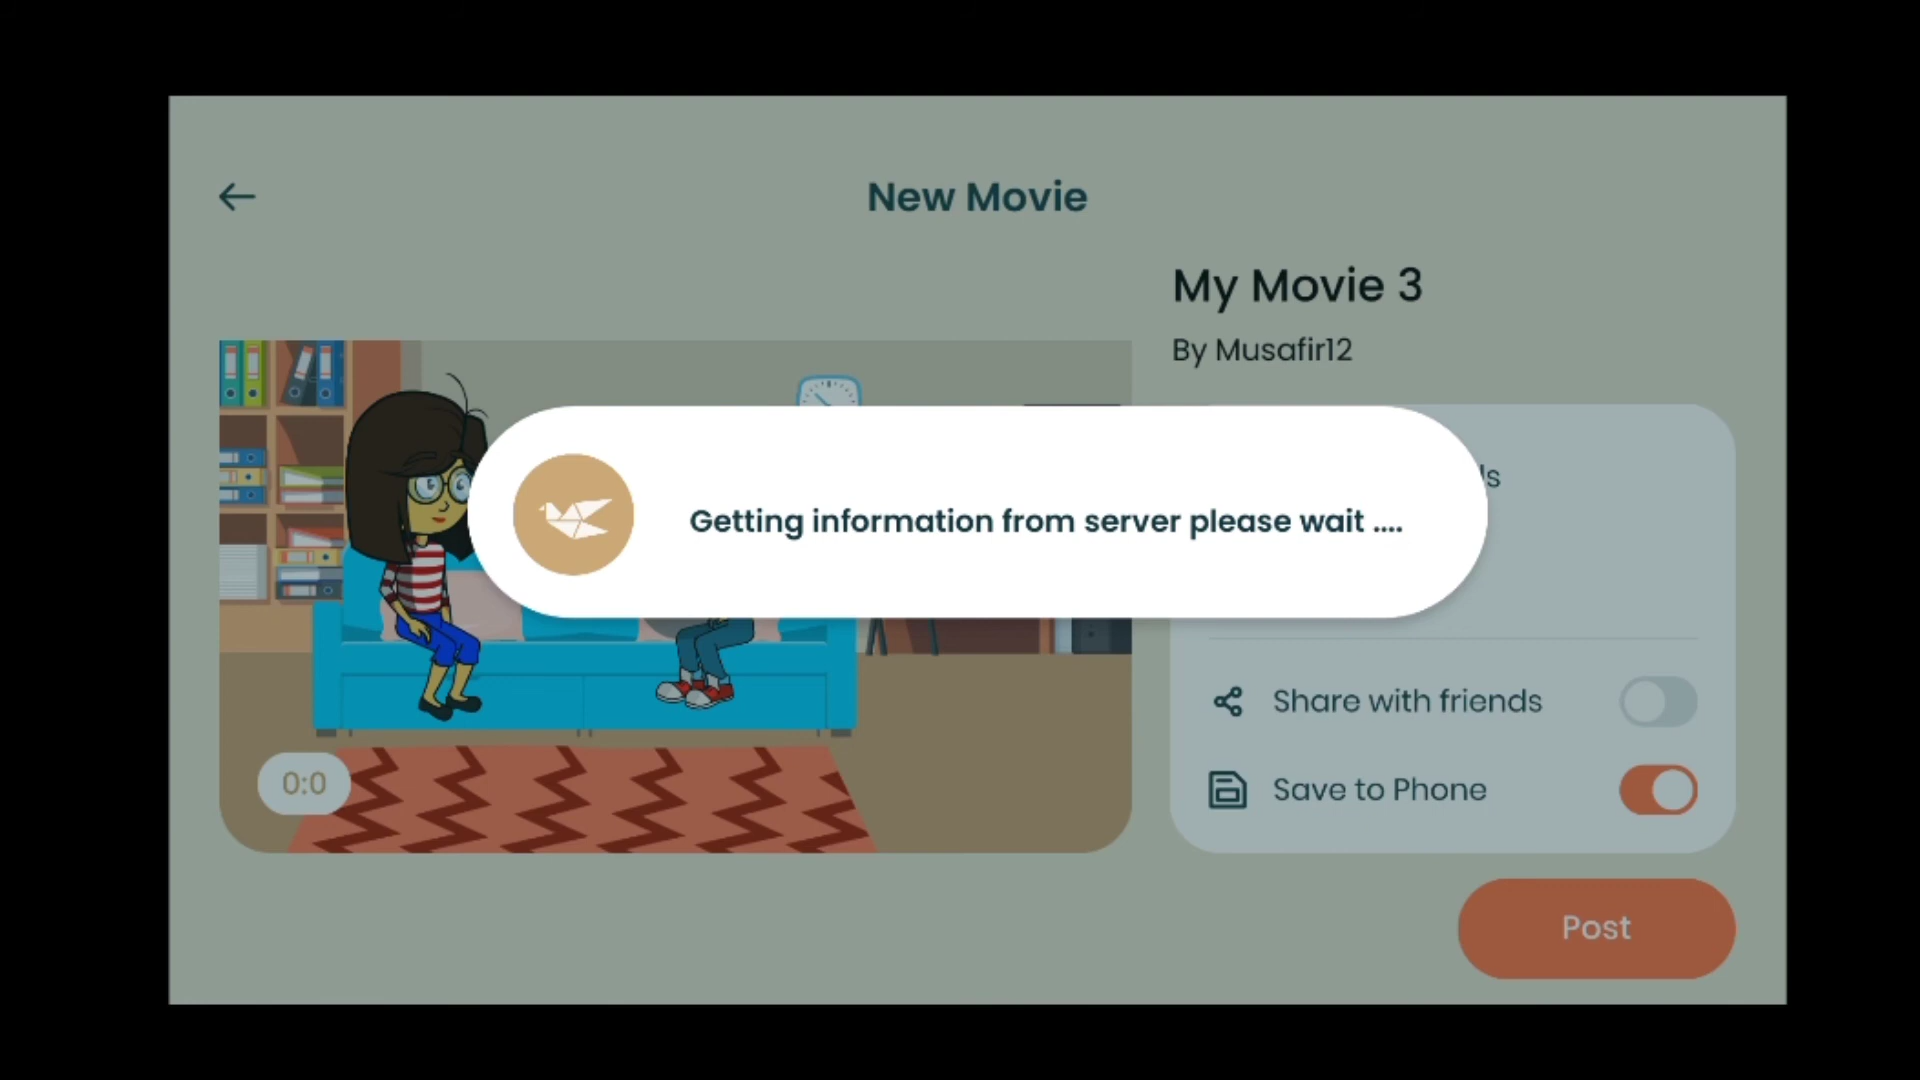 New Movie
My Movie 3
By Musafir12
Getting information from server please wait ....
Share with friends
0:0
Save to Phone
Post